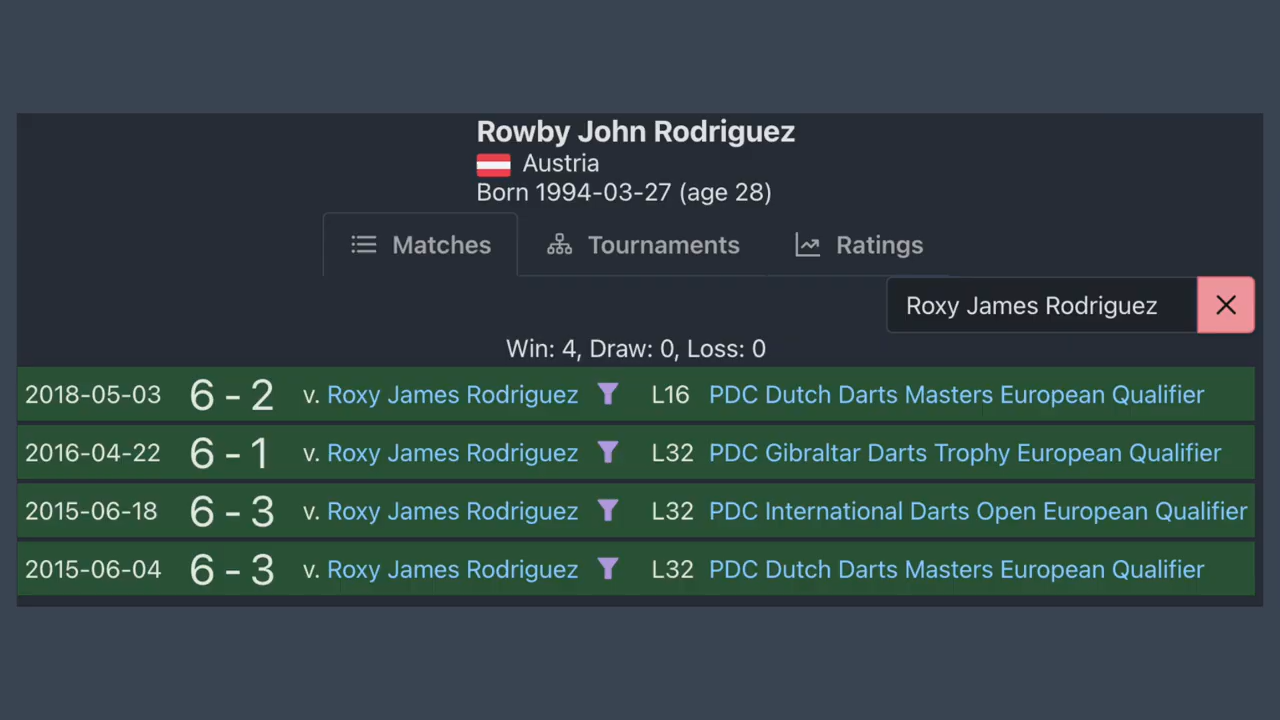 Rowby John Rodriguez
Austria
Born 1994-03-27 (age 28)
Matches Tournaments Ratings
Roxy James Rodriguez
Win: 4, Draw: 0, Loss: 0
2018-05-03 6 - 2 v. Roxy James Rodriguez L16 PDC Dutch Darts Masters European Qualifier
2016-04-22 6 - 1 v. Roxy James Rodriguez L32 PDC Gibraltar Darts Trophy European Qualifier
2015-06-18 6 - 3 v. Roxy James Rodriguez L32 PDC International Darts Open European Qualifier
2015-06-04 6 - 3 v. Roxy James Rodriguez L32 PDC Dutch Darts Masters European Qualifier